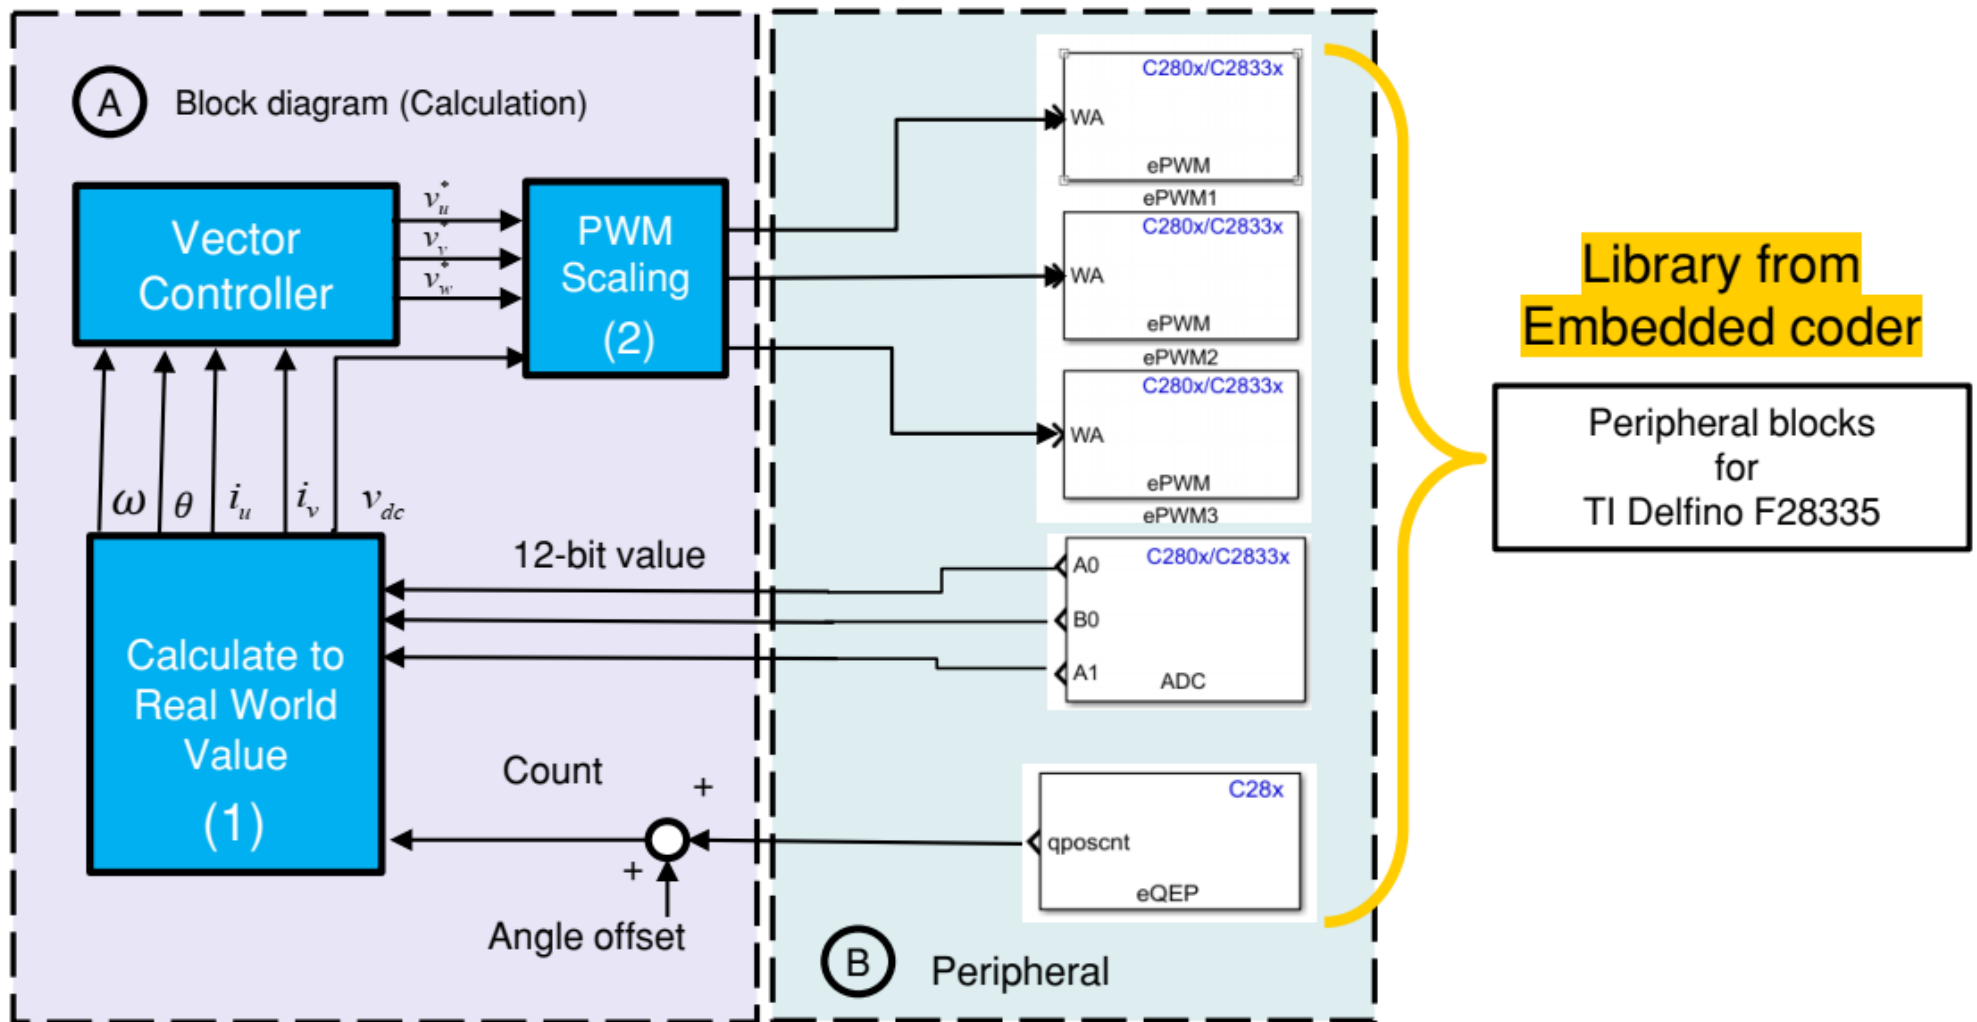 A
Block diagram (Calculation)
Vector
Controller
v*u
v*v
v*w
PWM
Scaling
(2)
ω
θ
iu
iv
vdc
12-bit value
Calculate to
Real World
Value
(1)
Count
+
+
Angle offset
C280x/C2833x
WA
ePWM
ePWM1
C280x/C2833x
WA
ePWM
ePWM2
C280x/C2833x
WA
ePWM
ePWM3
A0
C280x/C2833x
B0
A1
ADC
C28x
qposcnt
eQEP
B
Peripheral
Library from
Embedded coder
Peripheral blocks
for
TI Delfino F28335